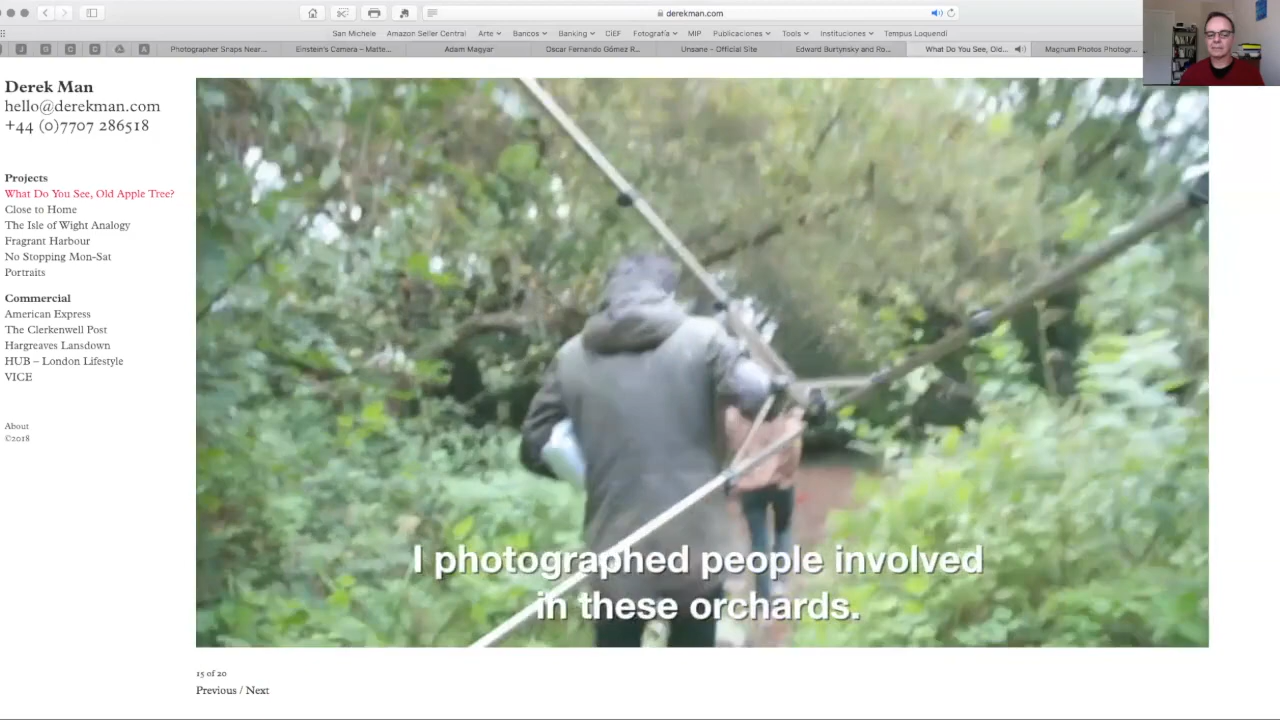 derekman.com
San Michele Amazon Seller Central Arte Bancos Banking CiEF Fotografía MIP Publicaciones Tools Instituciones Tempus Loquendi
J G C C A Photographer Snaps Near... Einstein's Camera – Matte... Adam Magyar Oscar Fernando Gómez R... Unsane - Official Site Edward Burtynsky and Ro... What Do You See, Old... Magnum Photos Photogr...
Derek Man
hello@derekman.com
+44 (0)7707 286518
Projects
What Do You See, Old Apple Tree?
Close to Home
The Isle of Wight Analogy
Fragrant Harbour
No Stopping Mon-Sat
Portraits
Commercial
American Express
The Clerkenwell Post
Hargreaves Lansdown
HUB – London Lifestyle
VICE
About
©2018
I photographed people involved
in these orchards.
15 of 20
Previous / Next